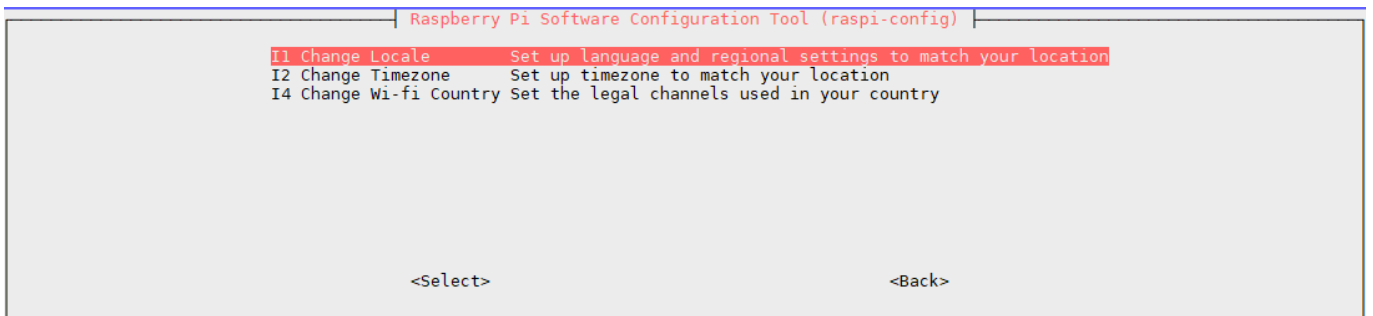 Raspberry Pi Software Configuration Tool (raspi-config)
I1 Change Locale Set up language and regional settings to match your location
I2 Change Timezone Set up timezone to match your location
I4 Change Wi-fi Country Set the legal channels used in your country
<Select> <Back>